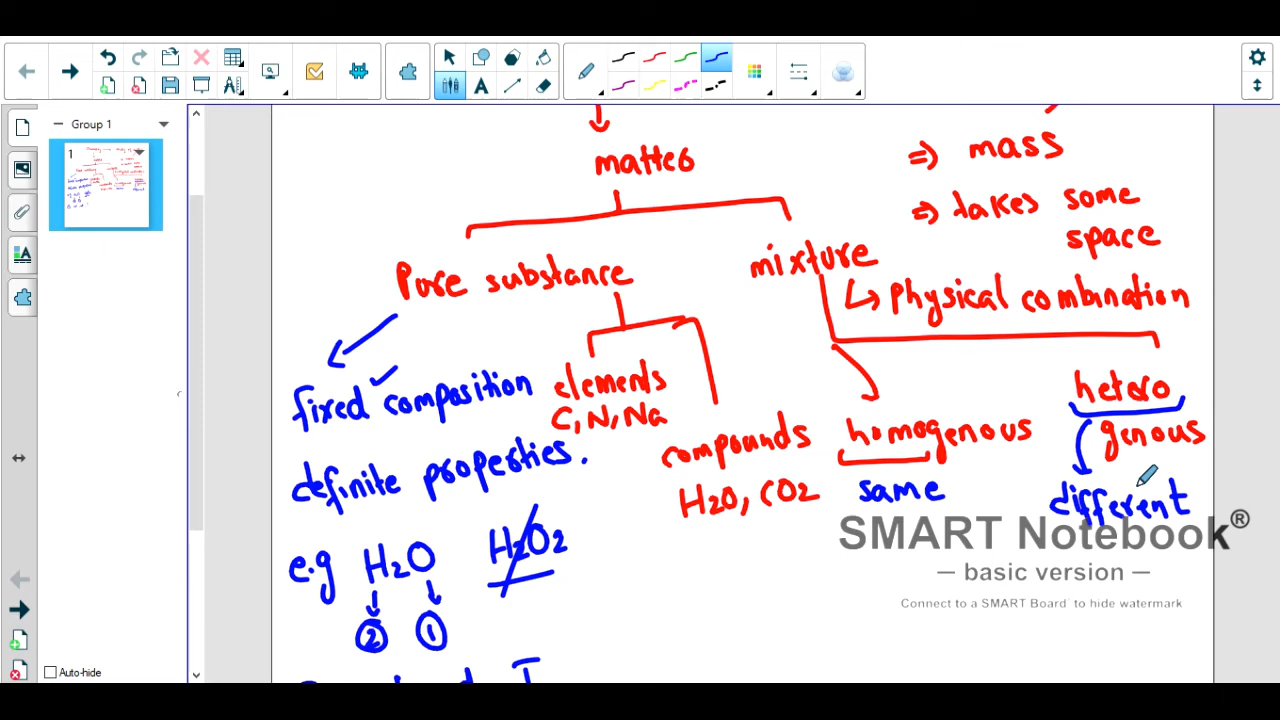 Group 1
1
matter
=> mass
=> takes some
space
Pure substance
mixture
↳ Physical combination
fixed composition
definite properties.
elements
C, N, Na
compounds
H2O, CO2
homogenous
same
hetero
genous
different
e.g H2O H2O2
2 1
SMART Notebook®
— basic version —
Connect to a SMART Board™ to hide watermark
Auto-hide